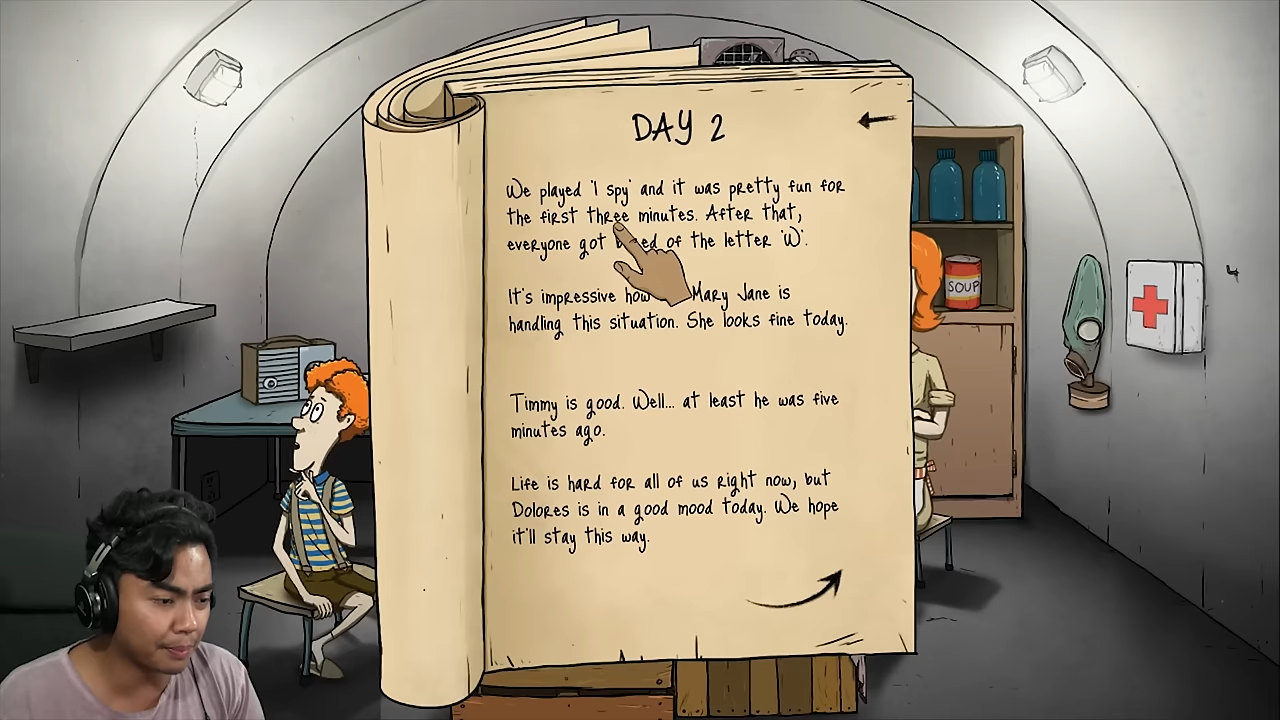 DAY 2
We played 'I spy' and it was pretty fun for
the first three minutes. After that,
everyone got of the letter 'W'.
It's impressive how Mary Jane is
handling this situation. She looks fine today.
Timmy is good. Well... at least he was five
minutes ago.
Life is hard for all of us right now, but
Dolores is in a good mood today. We hope
it'll stay this way.
SOUP